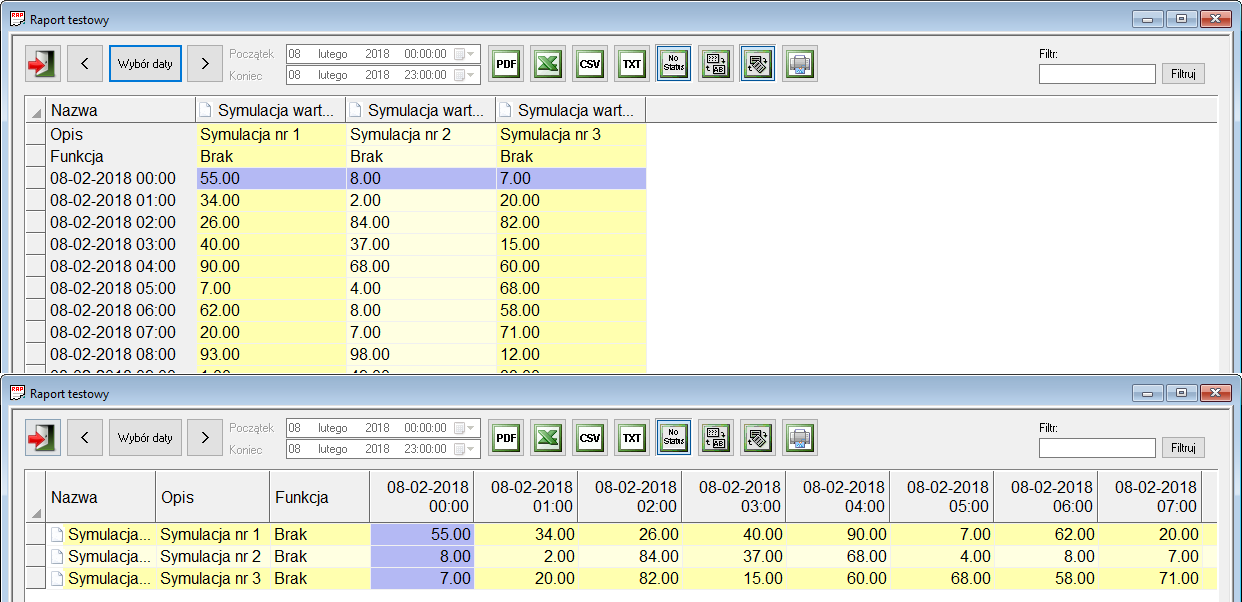 RAP Raport testowy
Wybór daty
Początek 08 lutego 2018 00:00:00
Koniec 08 lutego 2018 23:00:00
PDF CSV TXT No Status AB
Filtr:
Filtruj
Nazwa Symulacja wart... Symulacja wart... Symulacja wart...
Opis Symulacja nr 1 Symulacja nr 2 Symulacja nr 3
Funkcja Brak Brak Brak
08-02-2018 00:00 55.00 8.00 7.00
08-02-2018 01:00 34.00 2.00 20.00
08-02-2018 02:00 26.00 84.00 82.00
08-02-2018 03:00 40.00 37.00 15.00
08-02-2018 04:00 90.00 68.00 60.00
08-02-2018 05:00 7.00 4.00 68.00
08-02-2018 06:00 62.00 8.00 58.00
08-02-2018 07:00 20.00 7.00 71.00
08-02-2018 08:00 93.00 98.00 12.00
RAP Raport testowy
Wybór daty
Początek 08 lutego 2018 00:00:00
Koniec 08 lutego 2018 23:00:00
PDF CSV TXT No Status AB
Filtr:
Filtruj
Nazwa Opis Funkcja 08-02-2018 00:00 08-02-2018 01:00 08-02-2018 02:00 08-02-2018 03:00 08-02-2018 04:00 08-02-2018 05:00 08-02-2018 06:00 08-02-2018 07:00
Symulacja... Symulacja nr 1 Brak 55.00 34.00 26.00 40.00 90.00 7.00 62.00 20.00
Symulacja... Symulacja nr 2 Brak 8.00 2.00 84.00 37.00 68.00 4.00 8.00 7.00
Symulacja... Symulacja nr 3 Brak 7.00 20.00 82.00 15.00 60.00 68.00 58.00 71.00